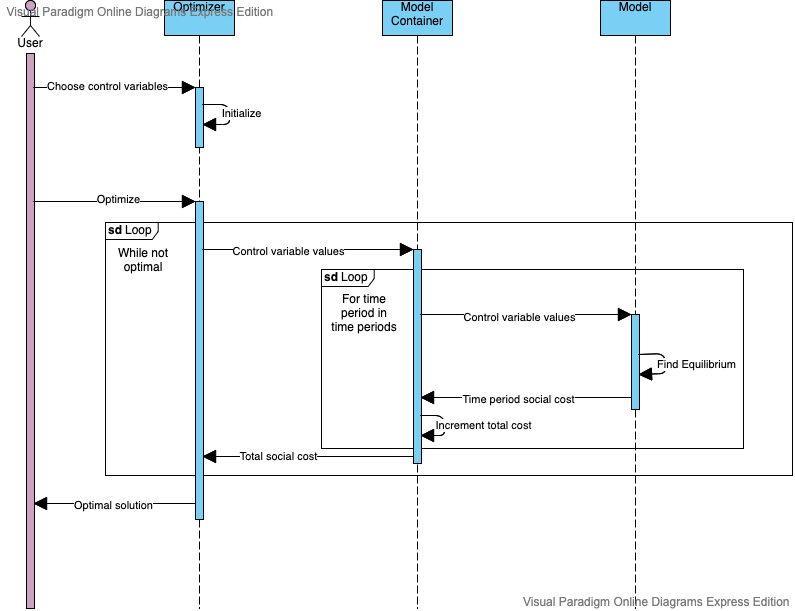 Visual Paradigm Online Diagrams Express Edition
Optimizer
Model
Container
Model
User
Choose control variables
Initialize
Optimize
sd Loop
While not
optimal
Control variable values
sd Loop
For time
period in
time periods
Control variable values
Find Equilibrium
Time period social cost
Increment total cost
Total social cost
Optimal solution
Visual Paradigm Online Diagrams Express Edition